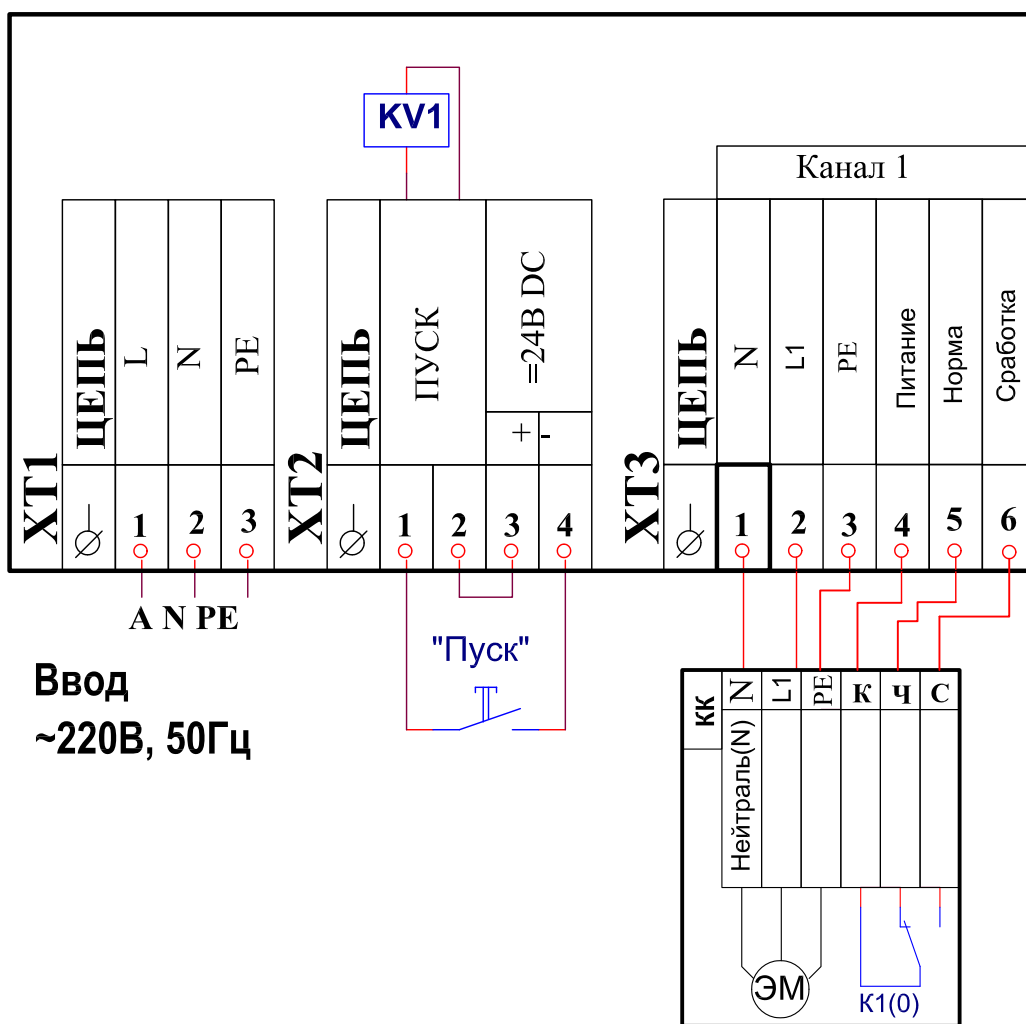 KV1
Канал 1
XT1
ЦЕПЬ
L
N
PE
1
2
3
XT2
ЦЕПЬ
ПУСК
=24В DC
+
-
1
2
3
4
XT3
ЦЕПЬ
N
L1
PE
Питание
Норма
Сработка
1
2
3
4
5
6
A N PE
Ввод
~220В, 50Гц
"Пуск"
КК
N
L1
PE
К
Ч
С
Нейтраль(N)
ЭМ
К1(0)